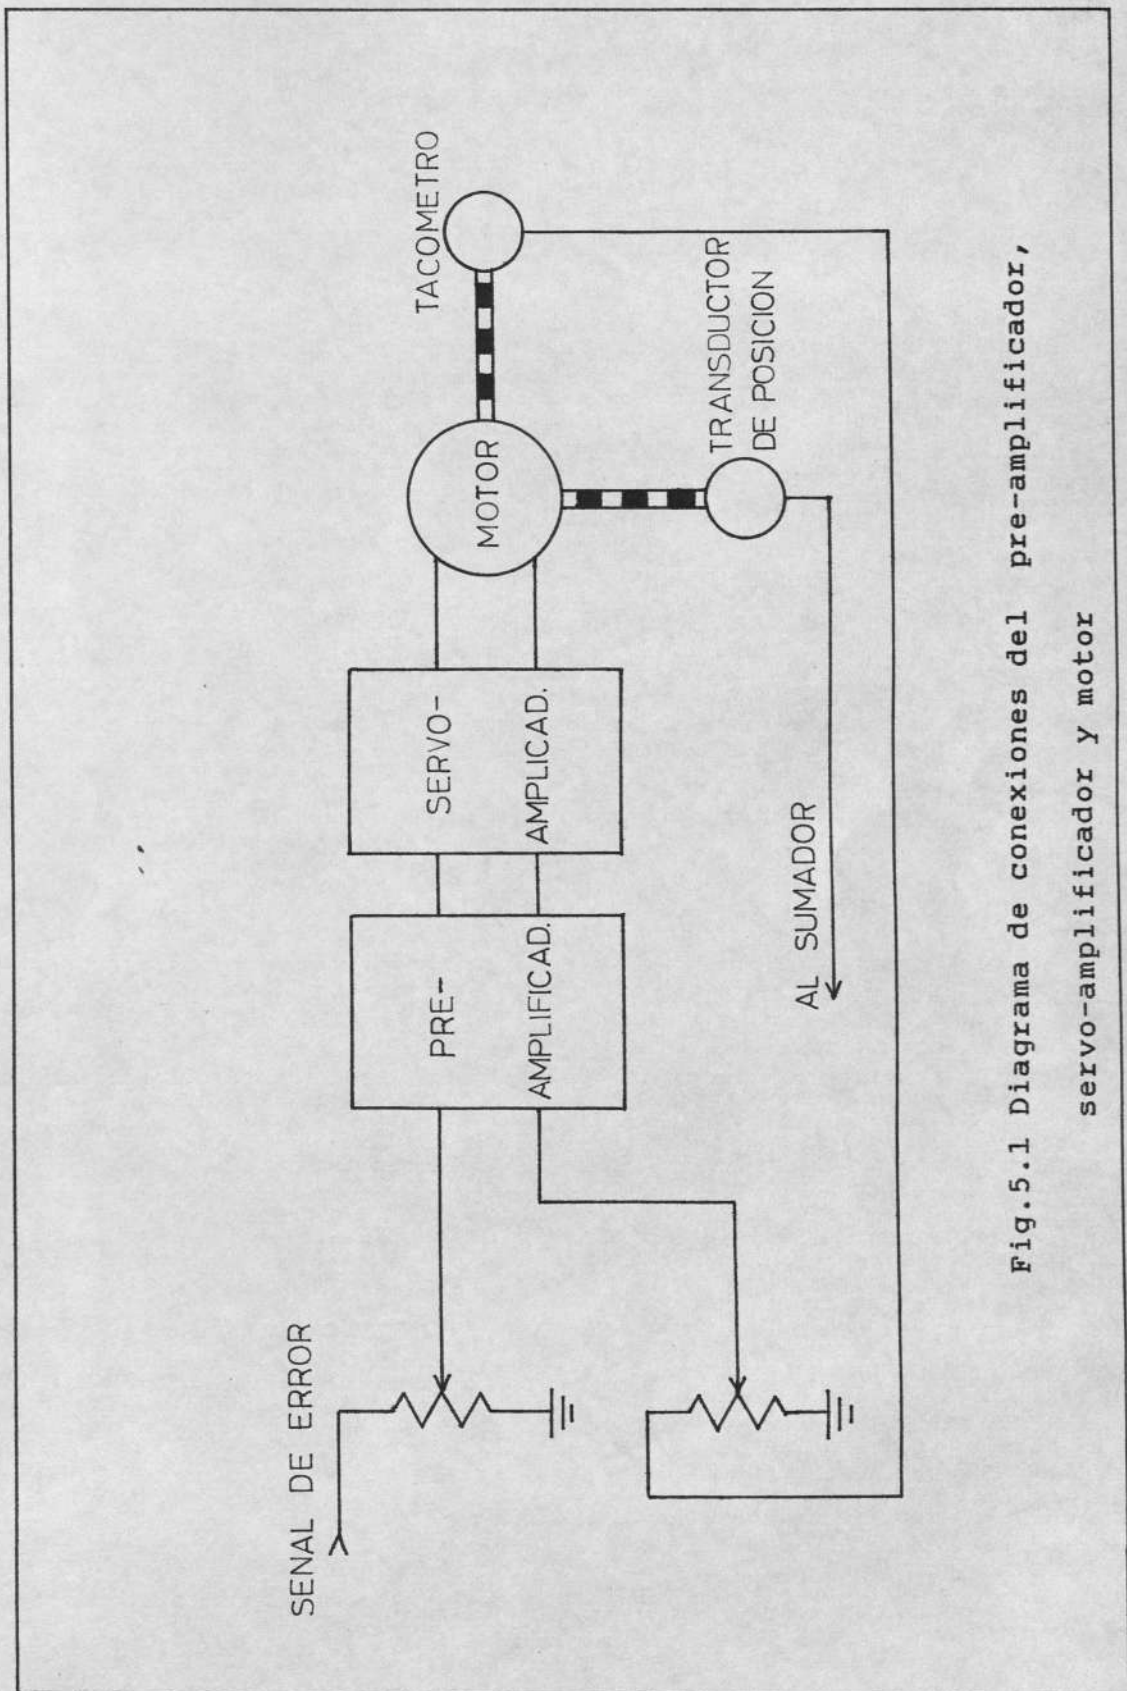 SENAL DE ERROR
PRE-
AMPLIFICAD.
SERVO-
AMPLICAD.
MOTOR
TACOMETRO
TRANSDUCTOR
DE POSICION
AL SUMADOR
Fig.5.1 Diagrama de conexiones del pre-amplificador,
servo-amplificador y motor